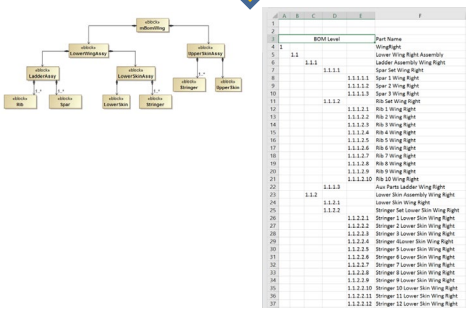 «block»
mBomWing
«block»
LowerWingAssy
«block»
UpperSkinAssy
«block»
LadderAssy
«block»
LowerSkinAssy
«block»
Stringer
«block»
UpperSkin
1..*
«block»
Rib
«block»
Spar
«block»
LowerSkin
«block»
Stringer
1..*
1..*
1..*
A B C D E F
1
2
3 BOM Level Part Name
4 1 WingRight
5 1.1 Lower Wing Right Assembly
6 1.1.1 Ladder Assembly Wing Right
7 1.1.1.1 Spar Set Wing Right
8 1.1.1.1.1 Spar 1 Wing Right
9 1.1.1.1.2 Spar 2 Wing Right
10 1.1.1.1.3 Spar 3 Wing Right
11 1.1.1.2 Rib Set Wing Right
12 1.1.1.2.1 Rib 1 Wing Right
13 1.1.1.2.2 Rib 2 Wing Right
14 1.1.1.2.3 Rib 3 Wing Right
15 1.1.1.2.4 Rib 4 Wing Right
16 1.1.1.2.5 Rib 5 Wing Right
17 1.1.1.2.6 Rib 6 Wing Right
18 1.1.1.2.7 Rib 7 Wing Right
19 1.1.1.2.8 Rib 8 Wing Right
20 1.1.1.2.9 Rib 9 Wing Right
21 1.1.1.2.10 Rib 10 Wing Right
22 1.1.1.3 Aux Parts Ladder Wing Right
23 1.1.2 Lower Skin Assembly Wing Right
24 1.1.2.1 Lower Skin Wing Right
25 1.1.2.2 Stringer Set Lower Skin Wing Right
26 1.1.2.2.1 Stringer 1 Lower Skin Wing Right
27 1.1.2.2.2 Stringer 2 Lower Skin Wing Right
28 1.1.2.2.3 Stringer 3 Lower Skin Wing Right
29 1.1.2.2.4 Stringer 4Lower Skin Wing Right
30 1.1.2.2.5 Stringer 5 Lower Skin Wing Right
31 1.1.2.2.6 Stringer 6 Lower Skin Wing Right
32 1.1.2.2.7 Stringer 7 Lower Skin Wing Right
33 1.1.2.2.8 Stringer 8 Lower Skin Wing Right
34 1.1.2.2.9 Stringer 9 Lower Skin Wing Right
35 1.1.2.2.10 Stringer 10 Lower Skin Wing Right
36 1.1.2.2.11 Stringer 11 Lower Skin Wing Right
37 1.1.2.2.12 Stringer 12 Lower Skin Wing Right